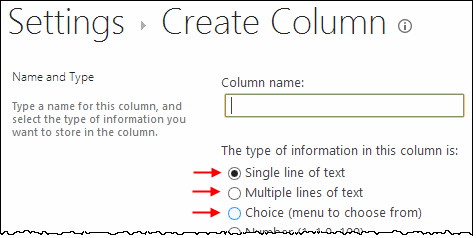 Settings › Create Column
Name and Type
Type a name for this column, and
select the type of information you
want to store in the column.
Column name:
The type of information in this column is:
Single line of text
Multiple lines of text
Choice (menu to choose from)